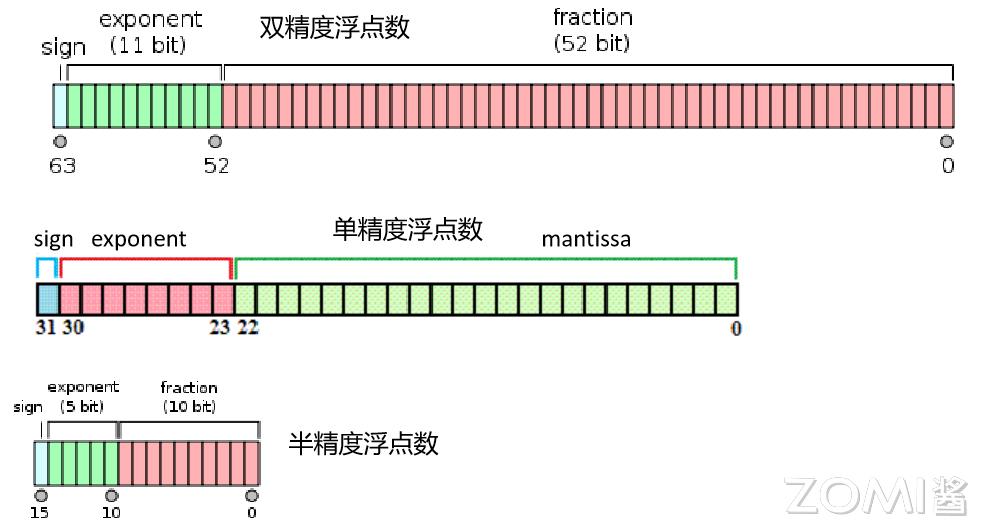 exponent
(11 bit)
双精度浮点数
fraction
(52 bit)
sign
63
52
0
单精度浮点数
sign
exponent
mantissa
31
30
23
22
0
exponent
(5 bit)
fraction
(10 bit)
sign
半精度浮点数
15
10
0
ZOMI酱